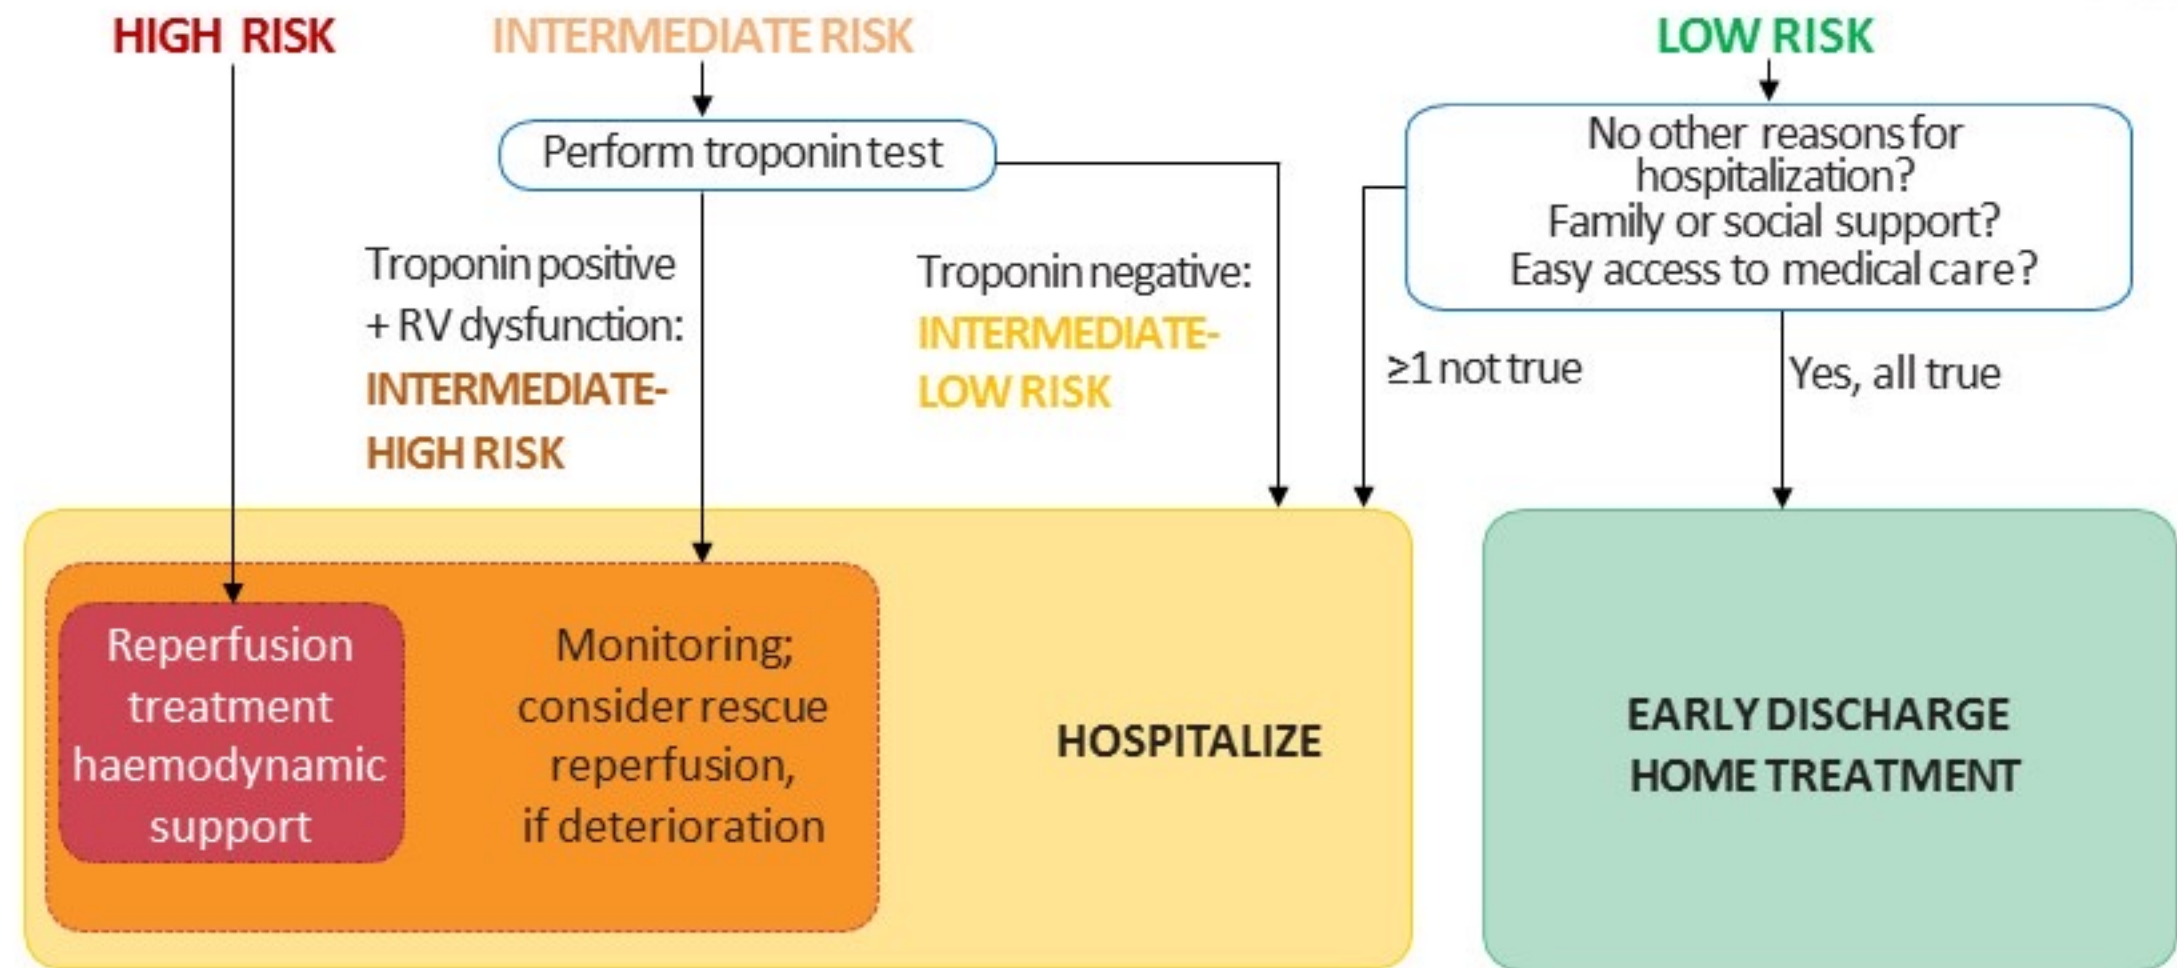 HIGH RISK
INTERMEDIATE RISK
LOW RISK
Perform troponin test
No other reasons for
hospitalization?
Family or social support?
Easy access to medical care?
Troponin positive
+ RV dysfunction:
INTERMEDIATE-
HIGH RISK
Troponin negative:
INTERMEDIATE-
LOW RISK
≥1 not true
Yes, all true
Reperfusion
treatment
haemodynamic
support
Monitoring;
consider rescue
reperfusion,
if deterioration
HOSPITALIZE
EARLY DISCHARGE
HOME TREATMENT